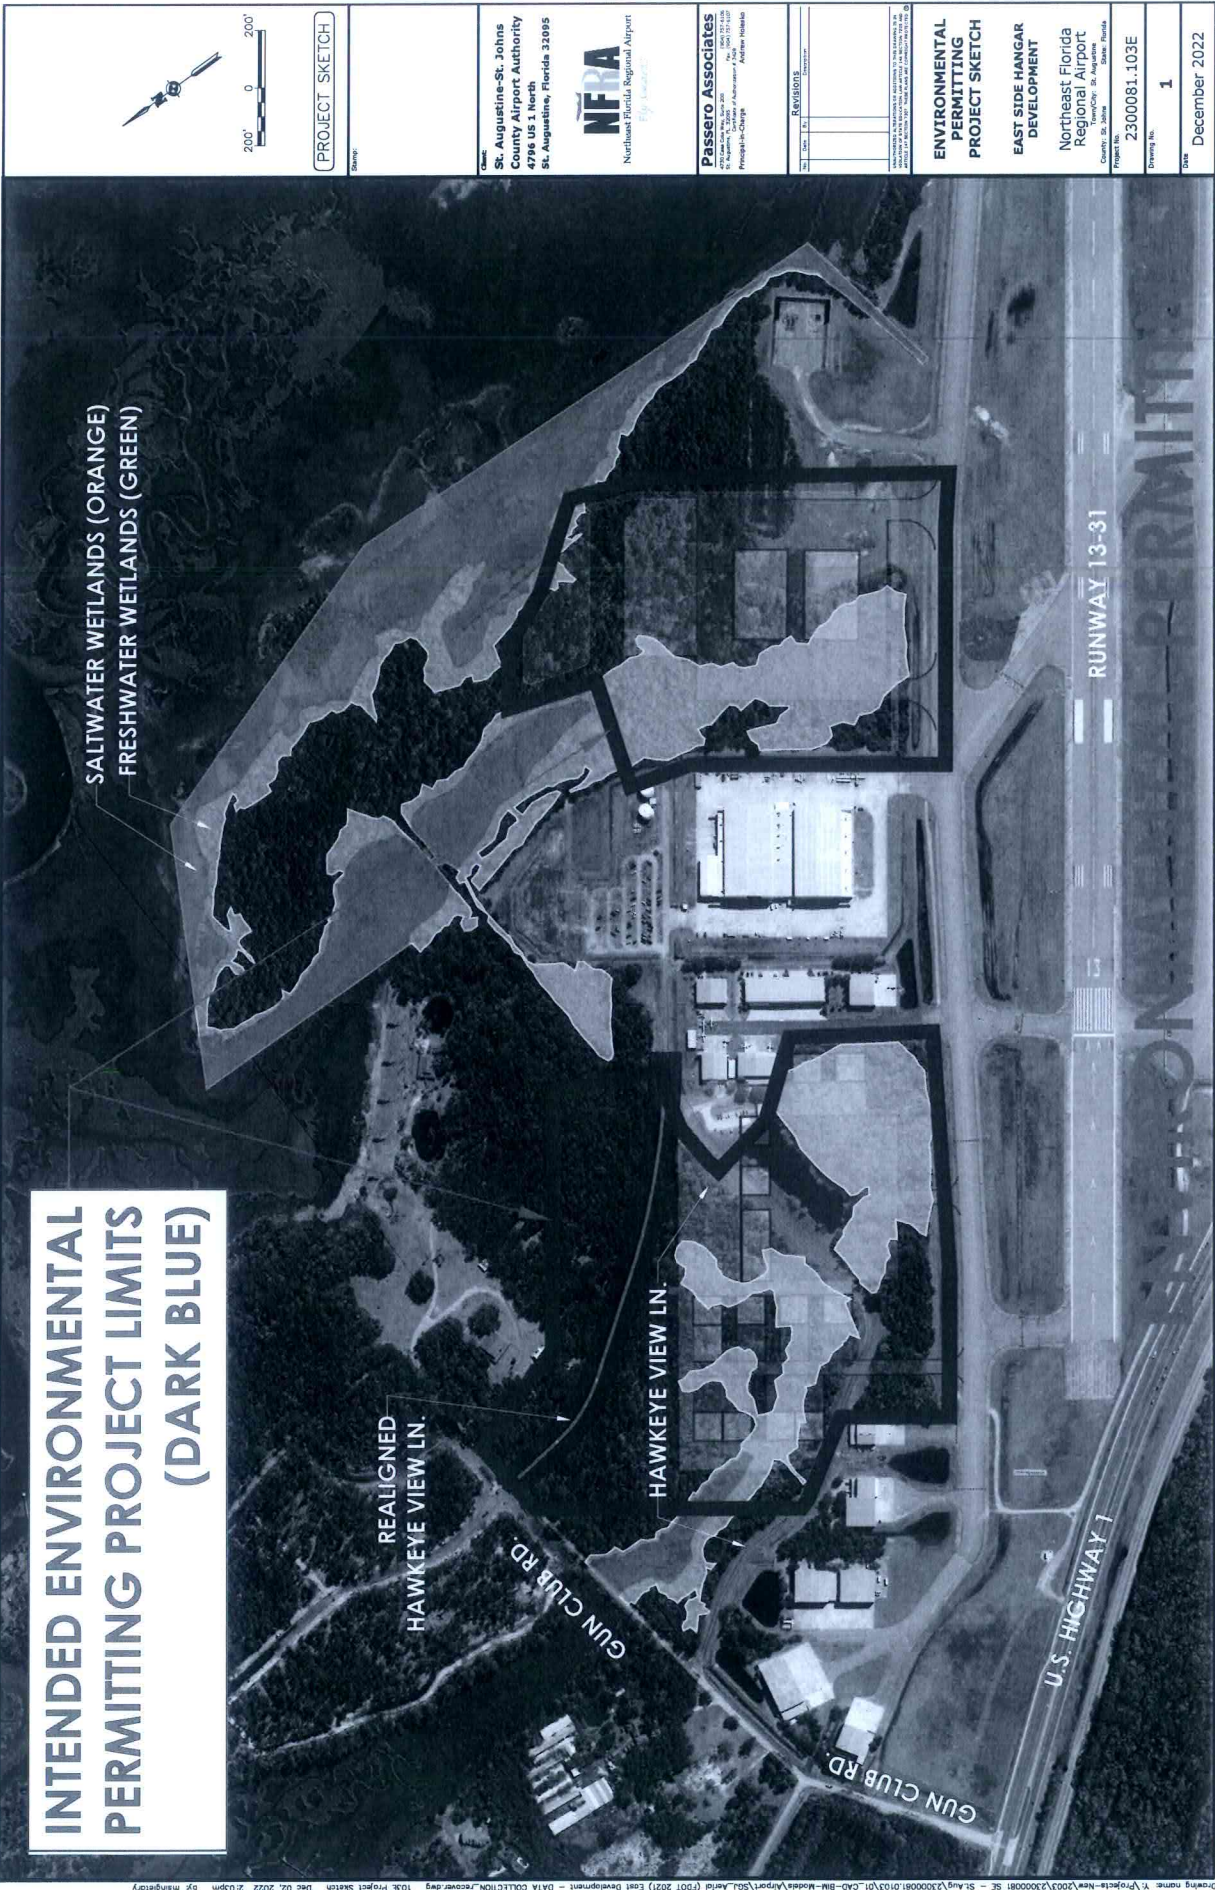 INTENDED ENVIRONMENTAL
PERMITTING PROJECT LIMITS
(DARK BLUE)
SALTWATER WETLANDS (ORANGE)
FRESHWATER WETLANDS (GREEN)
REALIGNED
HAWKEYE VIEW LN.
HAWKEYE VIEW LN.
GUN CLUB RD.
GUN CLUB RD.
U.S. HIGHWAY 1
RUNWAY 13-31
13
200'
0
200'
PROJECT SKETCH
Stamp:
Client:
St. Augustine-St. Johns
County Airport Authority
4796 US 1 North
St. Augustine, Florida 32095
NFRA
Northeast Florida Regional Airport
Passero Associates
Principal-in-Charge
Andrew Holesko
Revisions
No.
Date
By
Description
ENVIRONMENTAL
PERMITTING
PROJECT SKETCH
EAST SIDE HANGAR
DEVELOPMENT
Northeast Florida
Regional Airport
Town/City: St. Augustine
County: St. Johns
State: Florida
Project No.
2300081.103E
Drawing No.
1
Date
December 2022